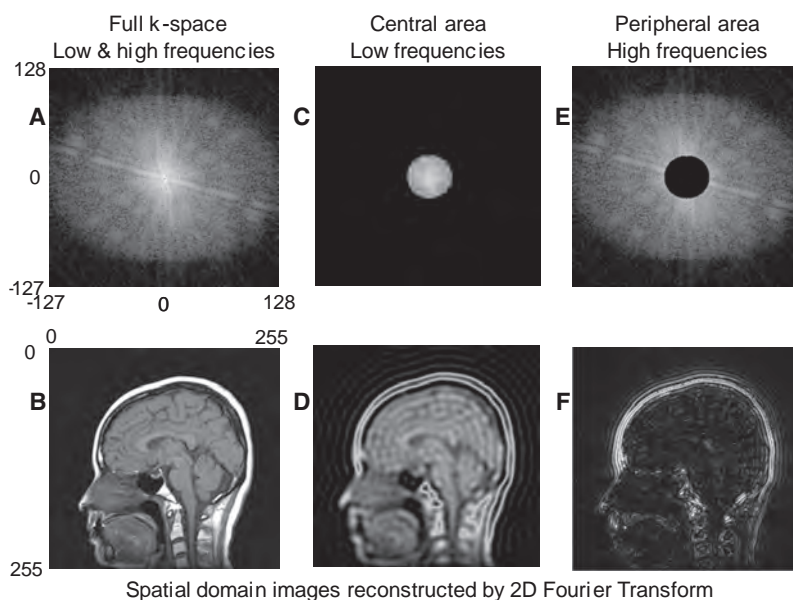 Full k-space
Low & high frequencies
Central area
Low frequencies
Peripheral area
High frequencies
128
A
C
E
0
-127
-127
0
128
0
255
0
B
D
F
255
Spatial domain images reconstructed by 2D Fourier Transform